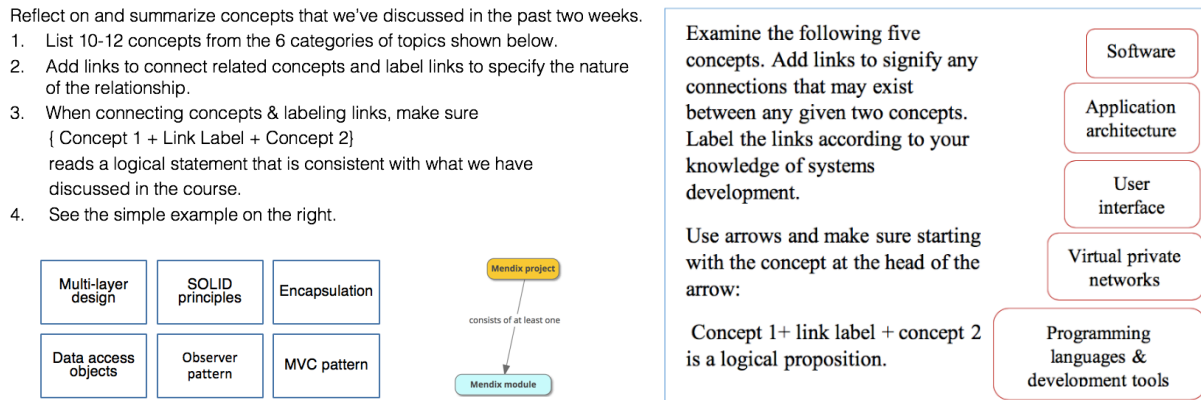 Reflect on and summarize concepts that we've discussed in the past two weeks.
1. List 10-12 concepts from the 6 categories of topics shown below.
2. Add links to connect related concepts and label links to specify the nature
of the relationship.
3. When connecting concepts & labeling links, make sure
{ Concept 1 + Link Label + Concept 2}
reads a logical statement that is consistent with what we have
discussed in the course.
4. See the simple example on the right.
Multi-layer
design
SOLID
principles
Encapsulation
Data access
objects
Observer
pattern
MVC pattern
Mendix project
consists of at least one
Mendix module
Examine the following five
concepts. Add links to signify any
connections that may exist
between any given two concepts.
Label the links according to your
knowledge of systems
development.
Use arrows and make sure starting
with the concept at the head of the
arrow:
Concept 1+ link label + concept 2
is a logical proposition.
Software
Application
architecture
User
interface
Virtual private
networks
Programming
languages &
development tools